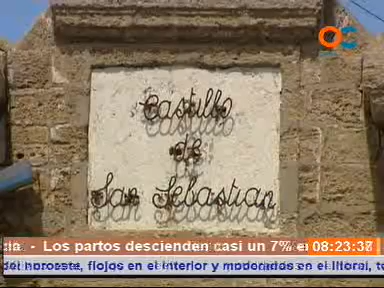 Castillo
de
San Sebastian
- Los partos descienden casi un 7% e
08:23:37
del noroeste, flojos en el interior y moderados en el litoral, t